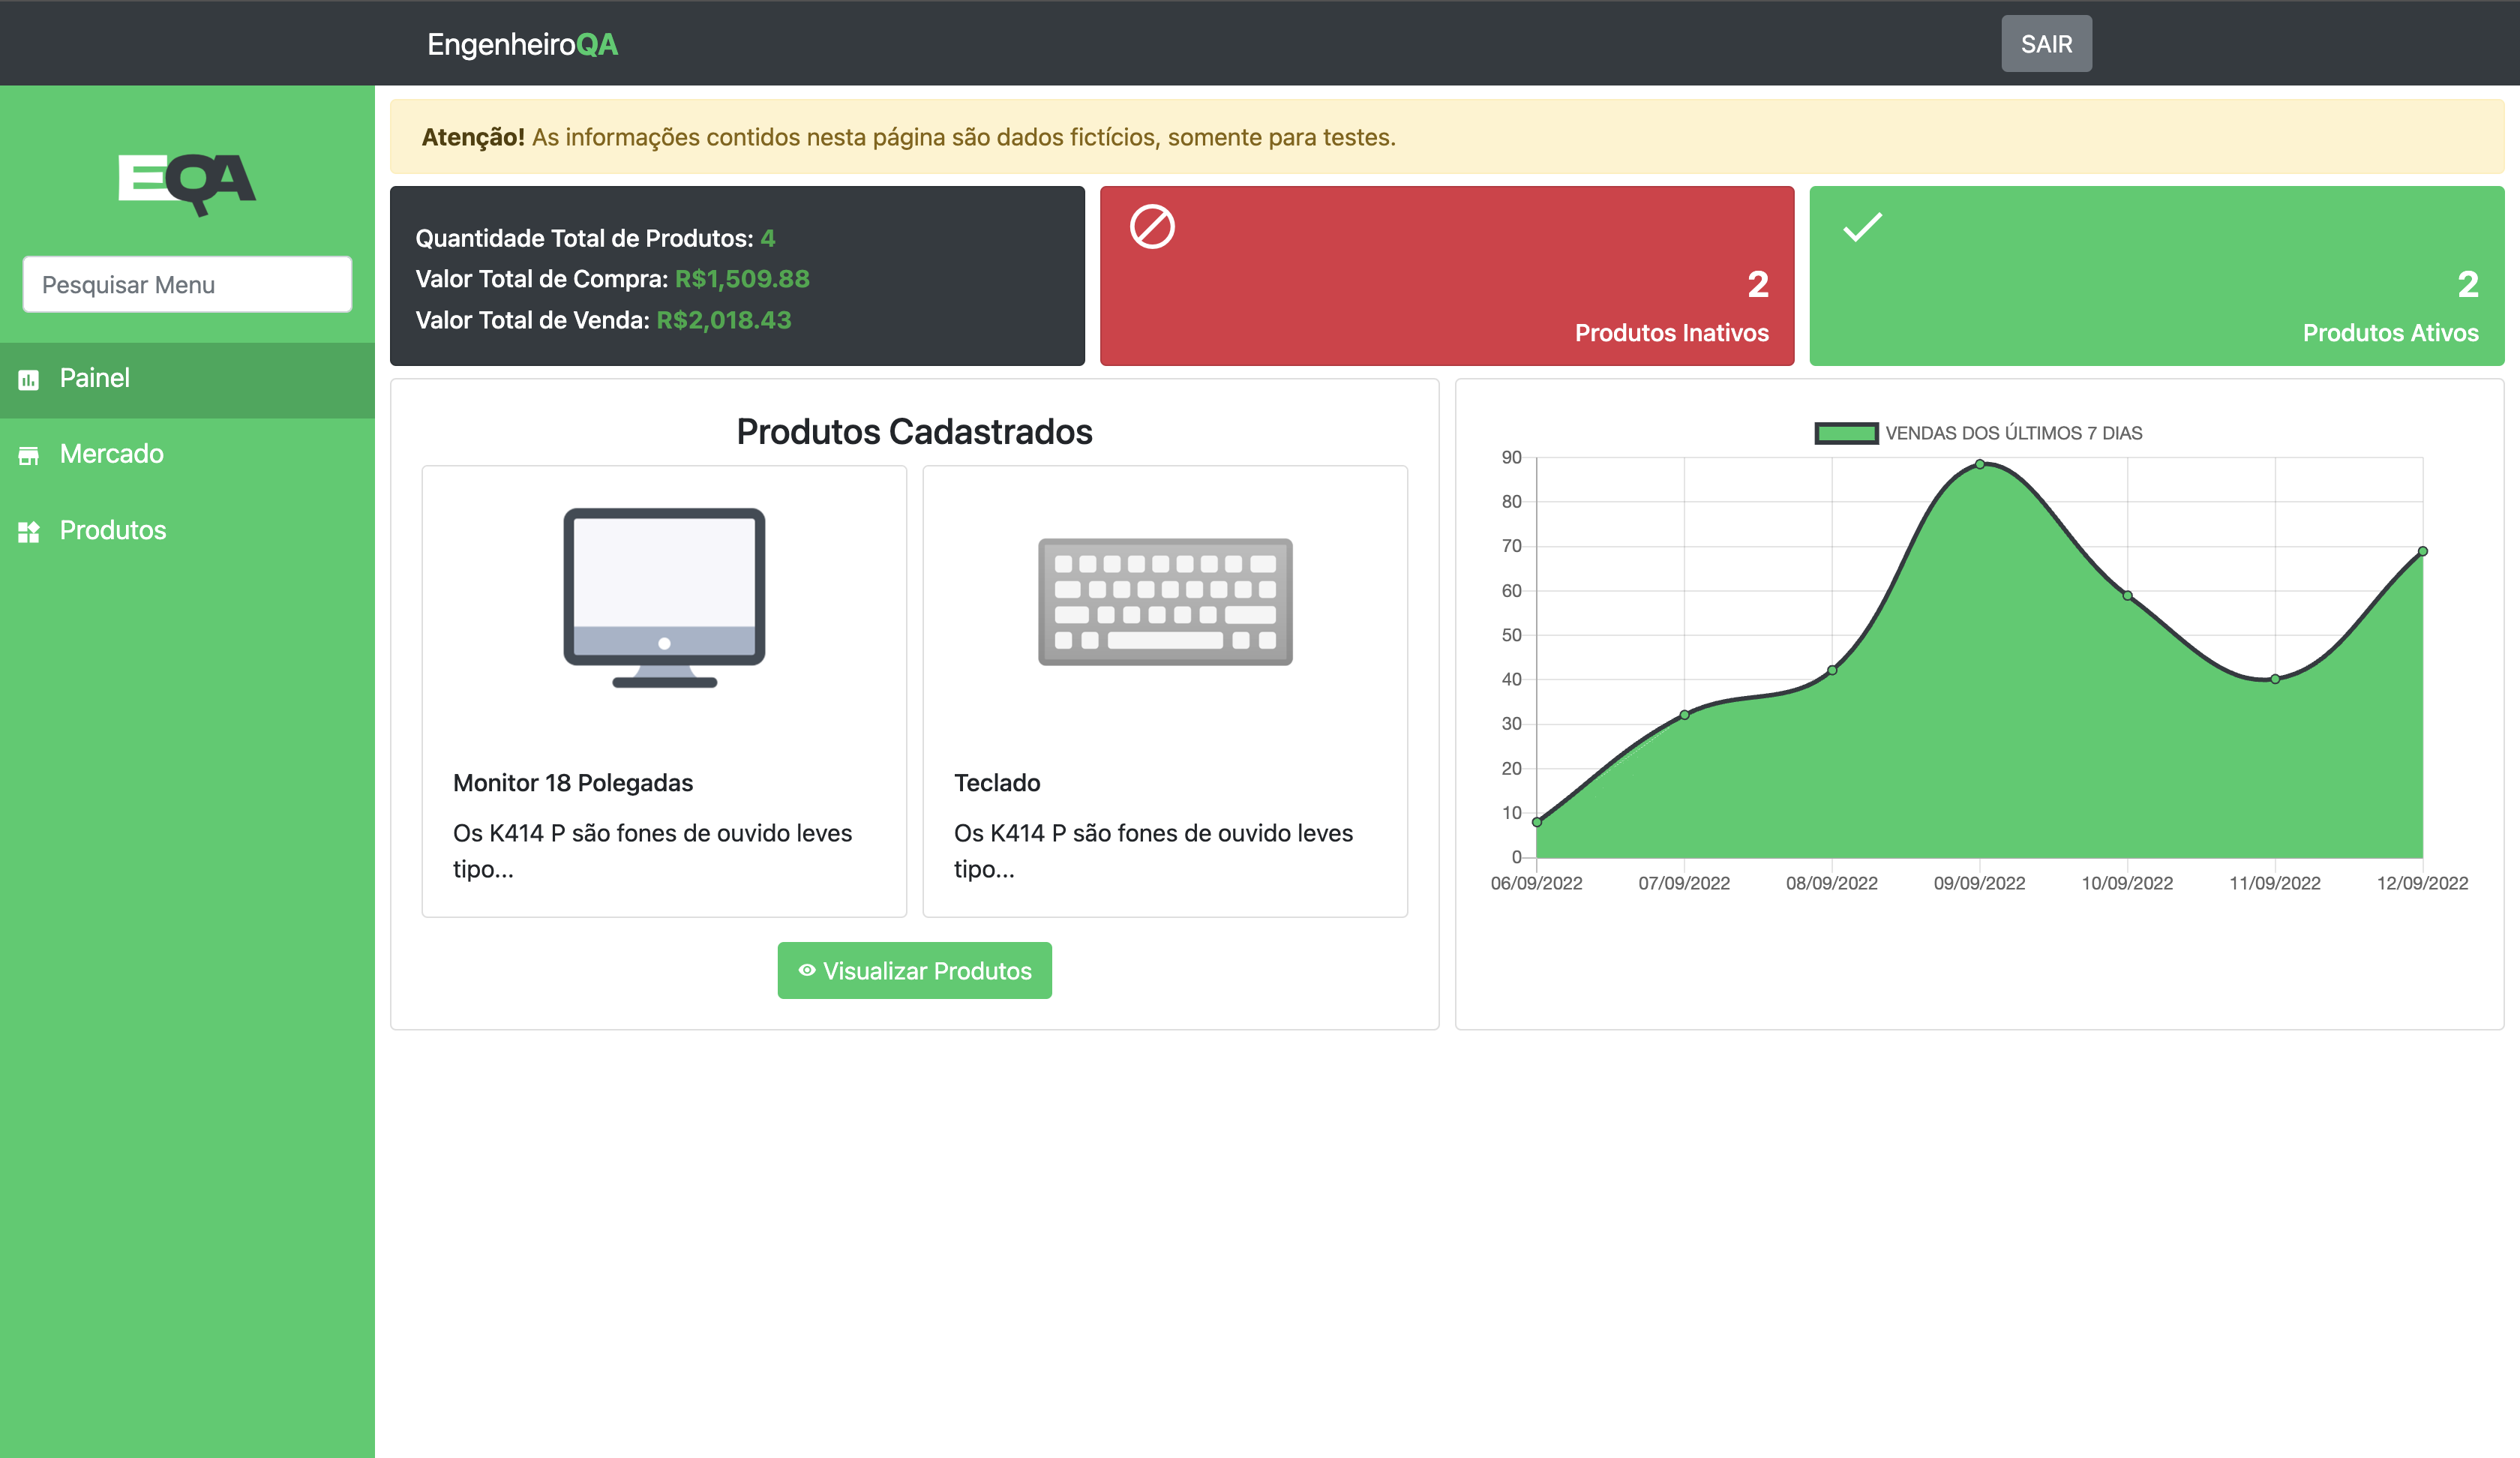 EngenheiroQA
SAIR
EQA
Pesquisar Menu
Painel
Mercado
Produtos
Atenção! As informações contidos nesta página são dados fictícios, somente para testes.
Quantidade Total de Produtos: 4
Valor Total de Compra: R$1,509.88
Valor Total de Venda: R$2,018.43
2
Produtos Inativos
2
Produtos Ativos
Produtos Cadastrados
Monitor 18 Polegadas
Os K414 P são fones de ouvido leves
tipo...
Teclado
Os K414 P são fones de ouvido leves
tipo...
Visualizar Produtos
VENDAS DOS ÚLTIMOS 7 DIAS
90
80
70
60
50
40
30
20
10
0
06/09/2022 07/09/2022 08/09/2022 09/09/2022 10/09/2022 11/09/2022 12/09/2022